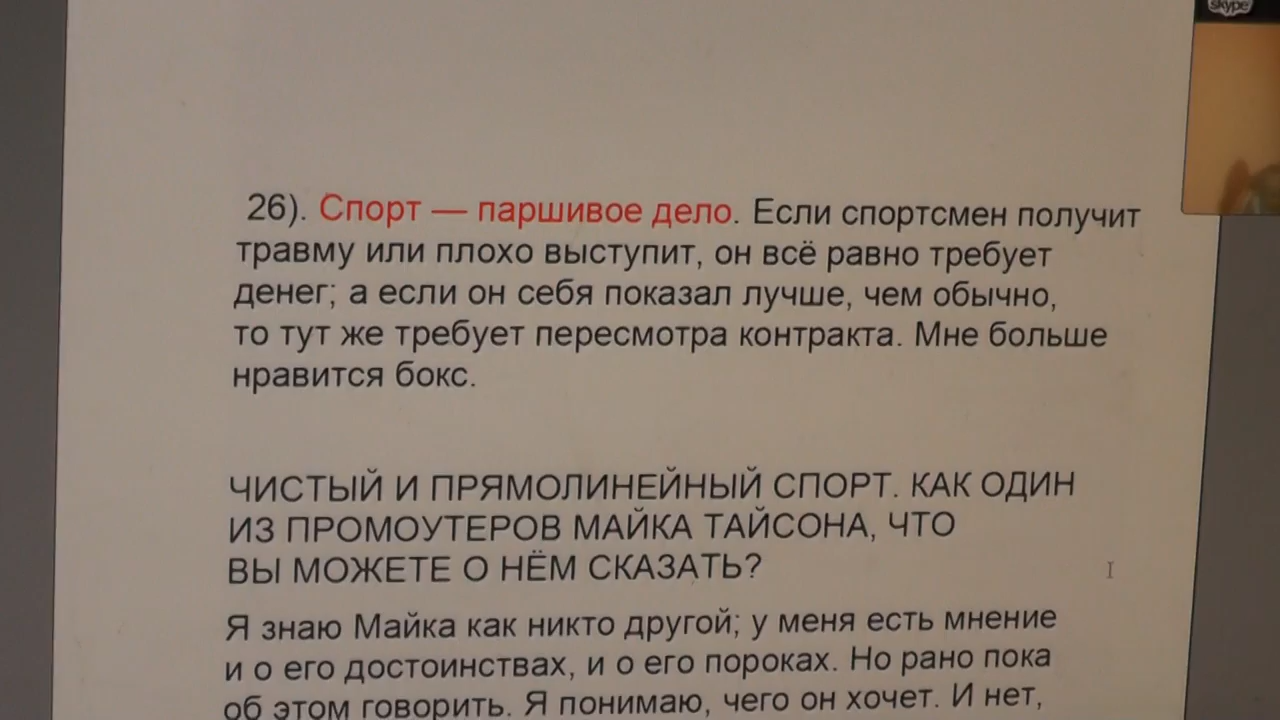 skype
26). Спорт — паршивое дело. Если спортсмен получит
травму или плохо выступит, он всё равно требует
денег; а если он себя показал лучше, чем обычно,
то тут же требует пересмотра контракта. Мне больше
нравится бокс.
ЧИСТЫЙ И ПРЯМОЛИНЕЙНЫЙ СПОРТ. КАК ОДИН
ИЗ ПРОМОУТЕРОВ МАЙКА ТАЙСОНА, ЧТО
ВЫ МОЖЕТЕ О НЁМ СКАЗАТЬ?
Я знаю Майка как никто другой; у меня есть мнение
и о его достоинствах, и о его пороках. Но рано пока
об этом говорить. Я понимаю, чего он хочет. И нет,